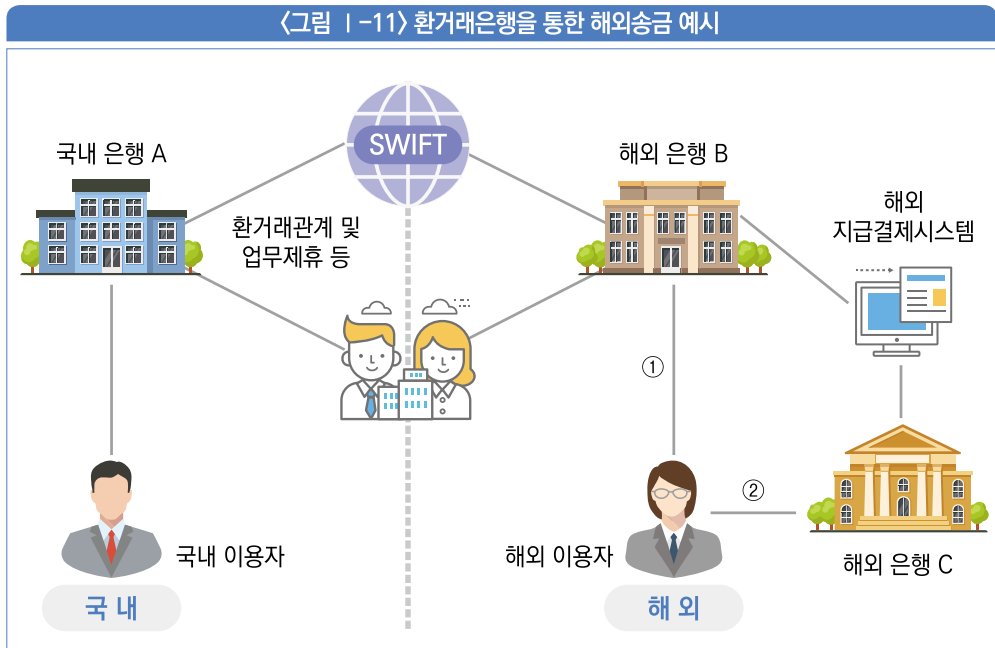 〈그림 Ⅰ-11〉 환거래은행을 통한 해외송금 예시
SWIFT
국내 은행 A
해외 은행 B
해외
지급결제시스템
환거래관계 및
업무제휴 등
①
②
국내 이용자
해외 이용자
해외 은행 C
국 내
해 외